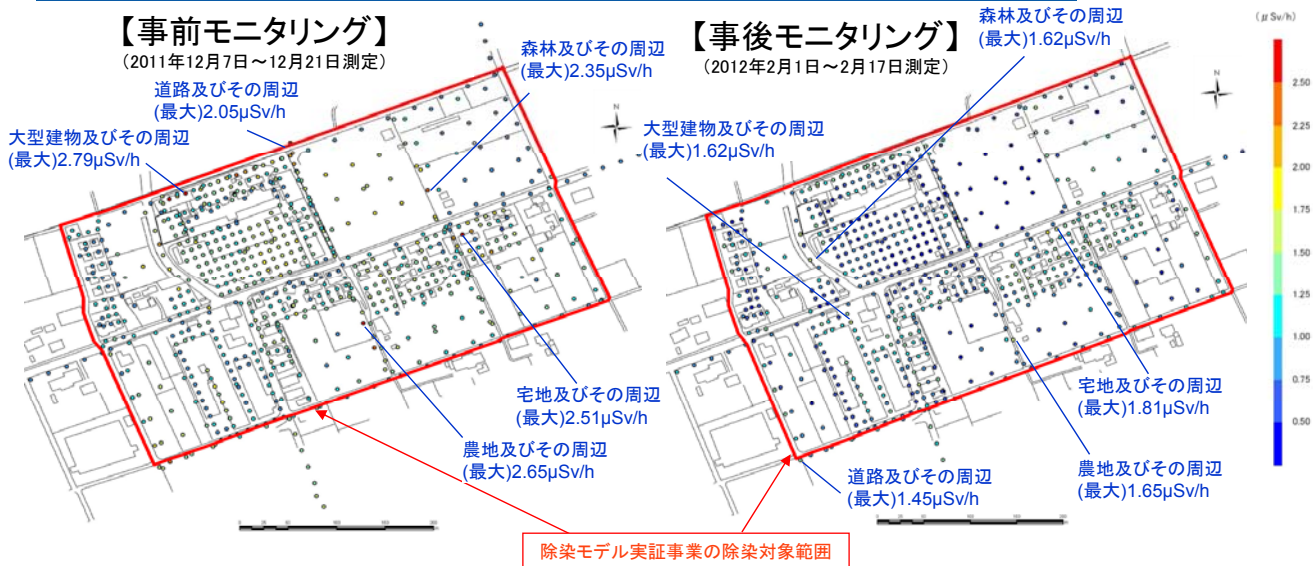 【事前モニタリング】
(2011年12月7日～12月21日測定)
森林及びその周辺
(最大)2.35μSv/h
道路及びその周辺
(最大)2.05μSv/h
大型建物及びその周辺
(最大)2.79μSv/h
N
宅地及びその周辺
(最大)2.51μSv/h
農地及びその周辺
(最大)2.65μSv/h
【事後モニタリング】
(2012年2月1日～2月17日測定)
森林及びその周辺
(最大)1.62μSv/h
大型建物及びその周辺
(最大)1.62μSv/h
N
宅地及びその周辺
(最大)1.81μSv/h
農地及びその周辺
(最大)1.65μSv/h
道路及びその周辺
(最大)1.45μSv/h
(μSv/h)
2.50
2.25
2.00
1.75
1.50
1.25
1.00
0.75
0.50
除染モデル実証事業の除染対象範囲